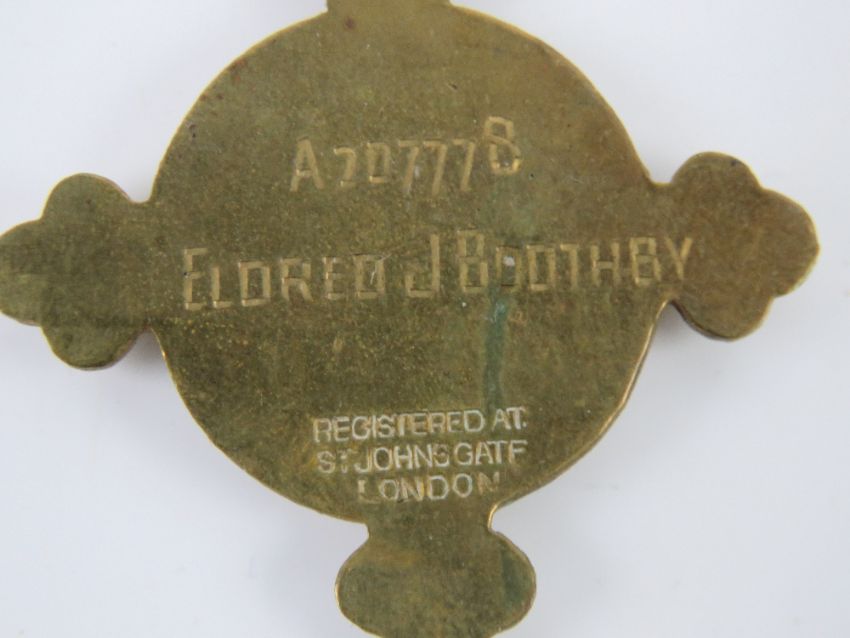 A207778
ELDRED J BOOTHBY
REGISTERED AT.
ST JOHNS GATE
LONDON